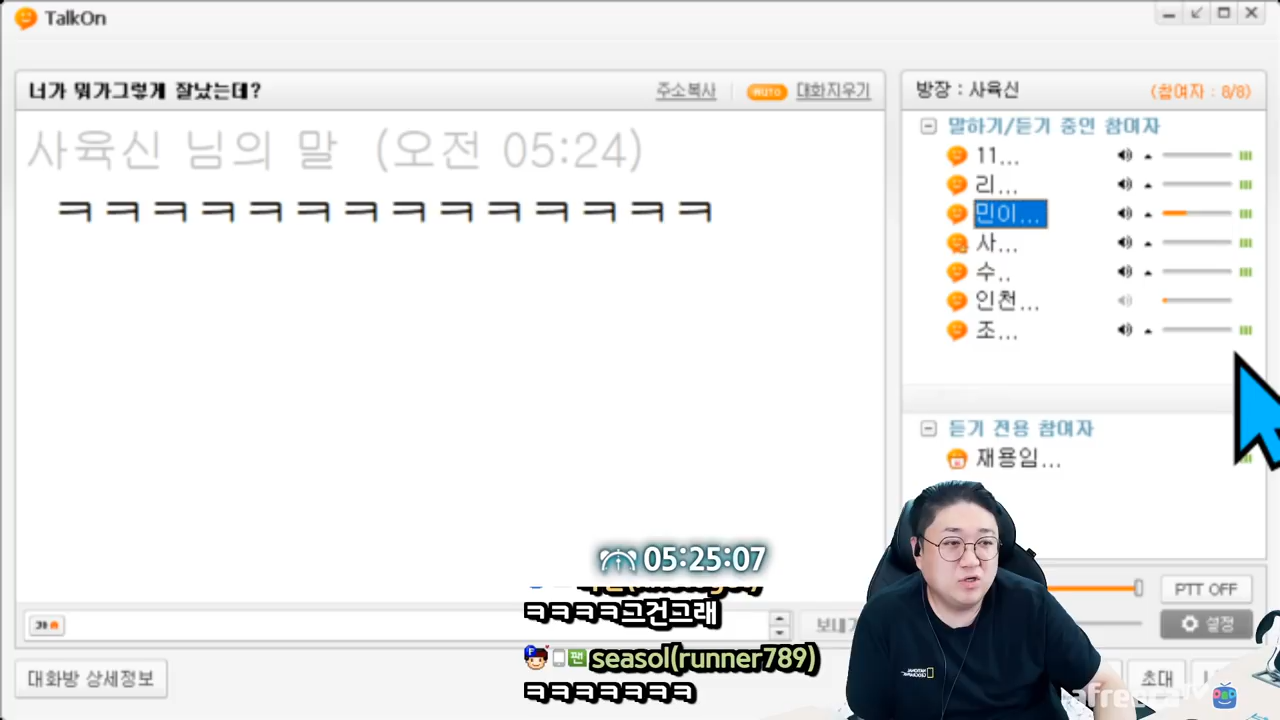 TalkOn
너가 뭐가그렇게 잘났는데?
주소복사
AUTO
대화지우기
방장 : 사육신
(참여자 : 8/8)
사육신 님의 말 (오전 05:24)
ㅋㅋㅋㅋㅋㅋㅋㅋㅋㅋㅋㅋㅋㅋ
말하기/듣기 중인 참여자
11...
리...
민이...
사...
수..
인천...
조...
듣기 전용 참여자
재용임...
05:25:07
ㅋㅋㅋㅋ그건그래
팬 seasol(runner789)
ㅋㅋㅋㅋㅋㅋㅋ
PTT OFF
설정
대화방 상세정보
초대
NATIONAL GEOGRAPHIC